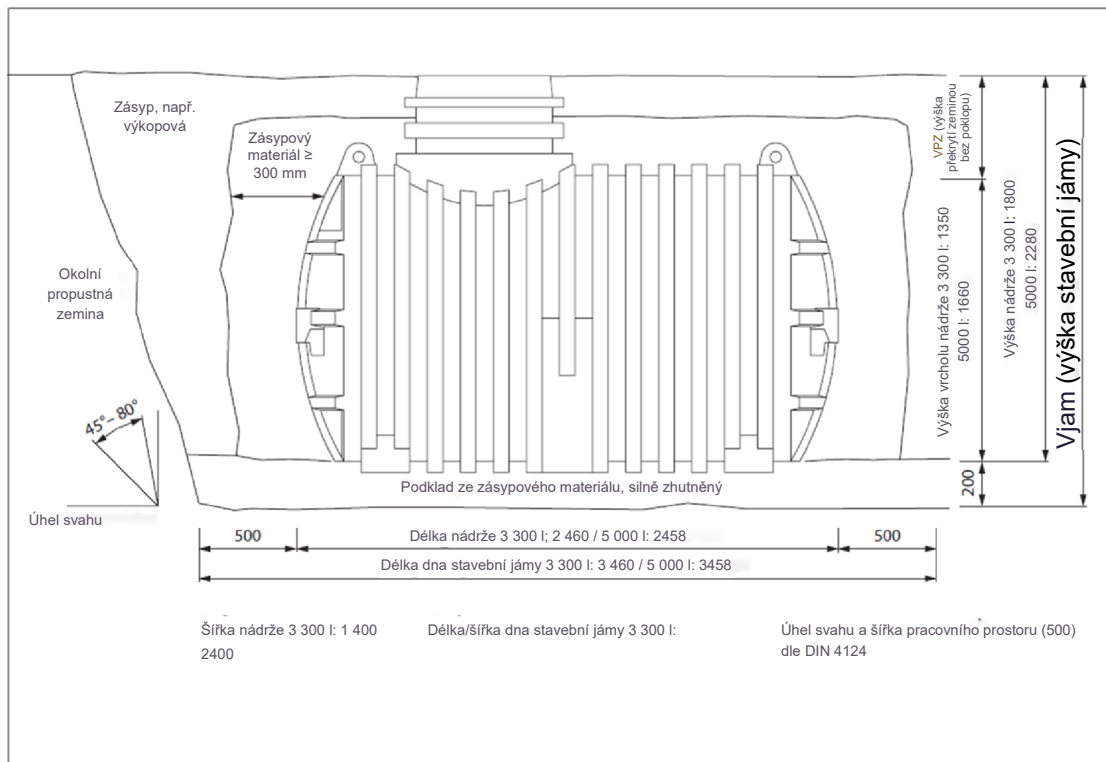 Zásyp, např.
výkopová
Zásypový
materiál ≥
300 mm
Okolní
propustná
zemina
45°– 80°
Úhel svahu
VPZ (výška
překrytí zeminou
bez poklopu)
Výška vrcholu nádrže 3 300 l: 1350
5000 l: 1660
Výška nádrže 3 300 l: 1800
5000 l: 2280
Vjam (výška stavební jámy)
200
Podklad ze zásypového materiálu, silně zhutněný
500
Délka nádrže 3 300 l; 2 460 / 5 000 l: 2458
500
Délka dna stavební jámy 3 300 l: 3 460 / 5 000 l: 3458
Šířka nádrže 3 300 l: 1 400
2400
Délka/šířka dna stavební jámy 3 300 l:
Úhel svahu a šířka pracovního prostoru (500)
dle DIN 4124